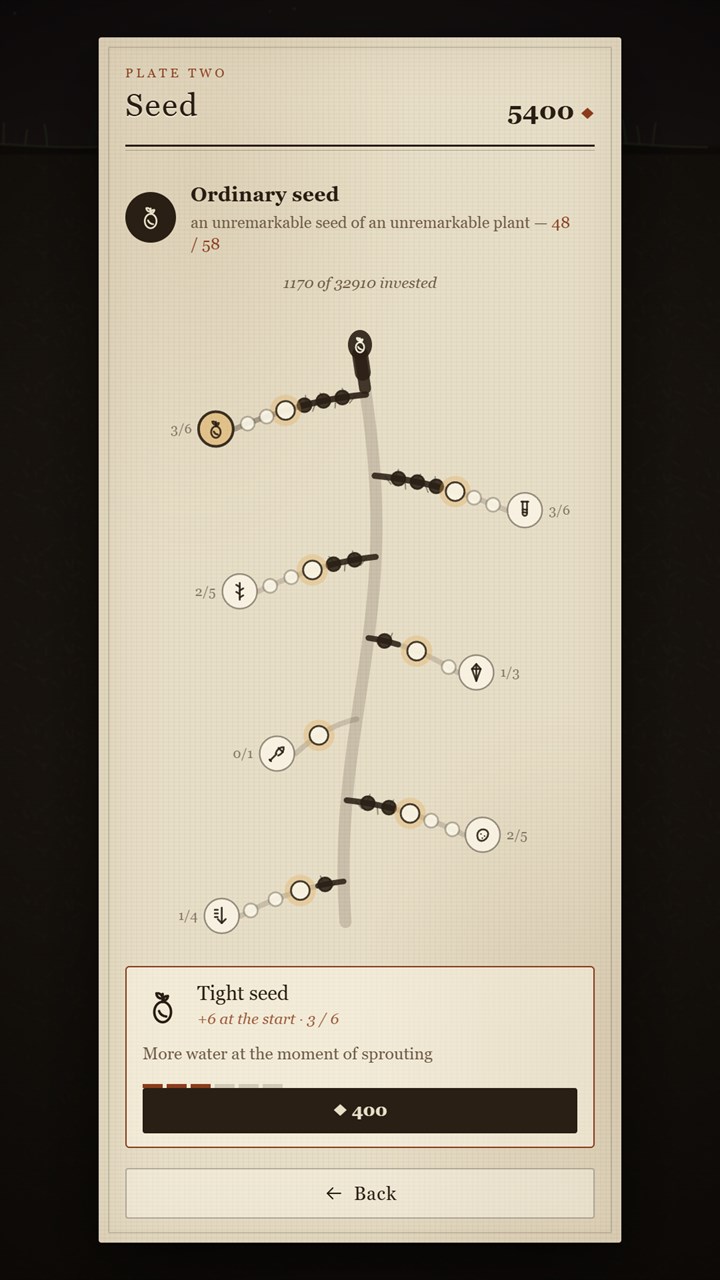 PLATE TWO
Seed
5400
Ordinary seed
an unremarkable seed of an unremarkable plant — 48
/ 58
1170 of 32910 invested
3/6
3/6
2/5
1/3
0/1
2/5
1/4
Tight seed
+6 at the start · 3 / 6
More water at the moment of sprouting
◆ 400
← Back